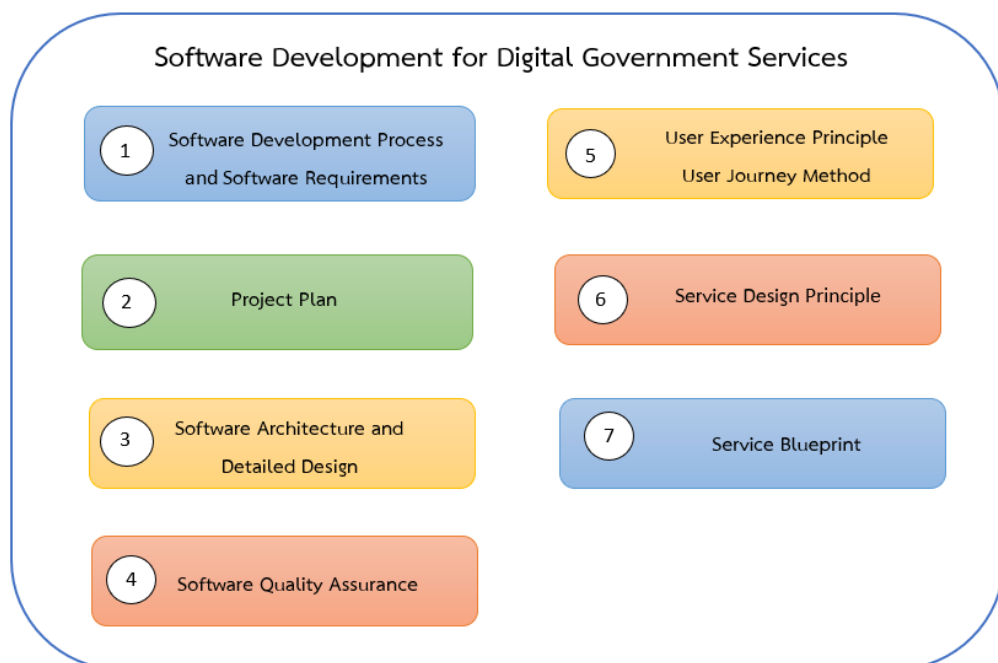 Software Development for Digital Government Services
1
Software Development Process
and Software Requirements
2
Project Plan
3
Software Architecture and
Detailed Design
4
Software Quality Assurance
5
User Experience Principle
User Journey Method
6
Service Design Principle
7
Service Blueprint